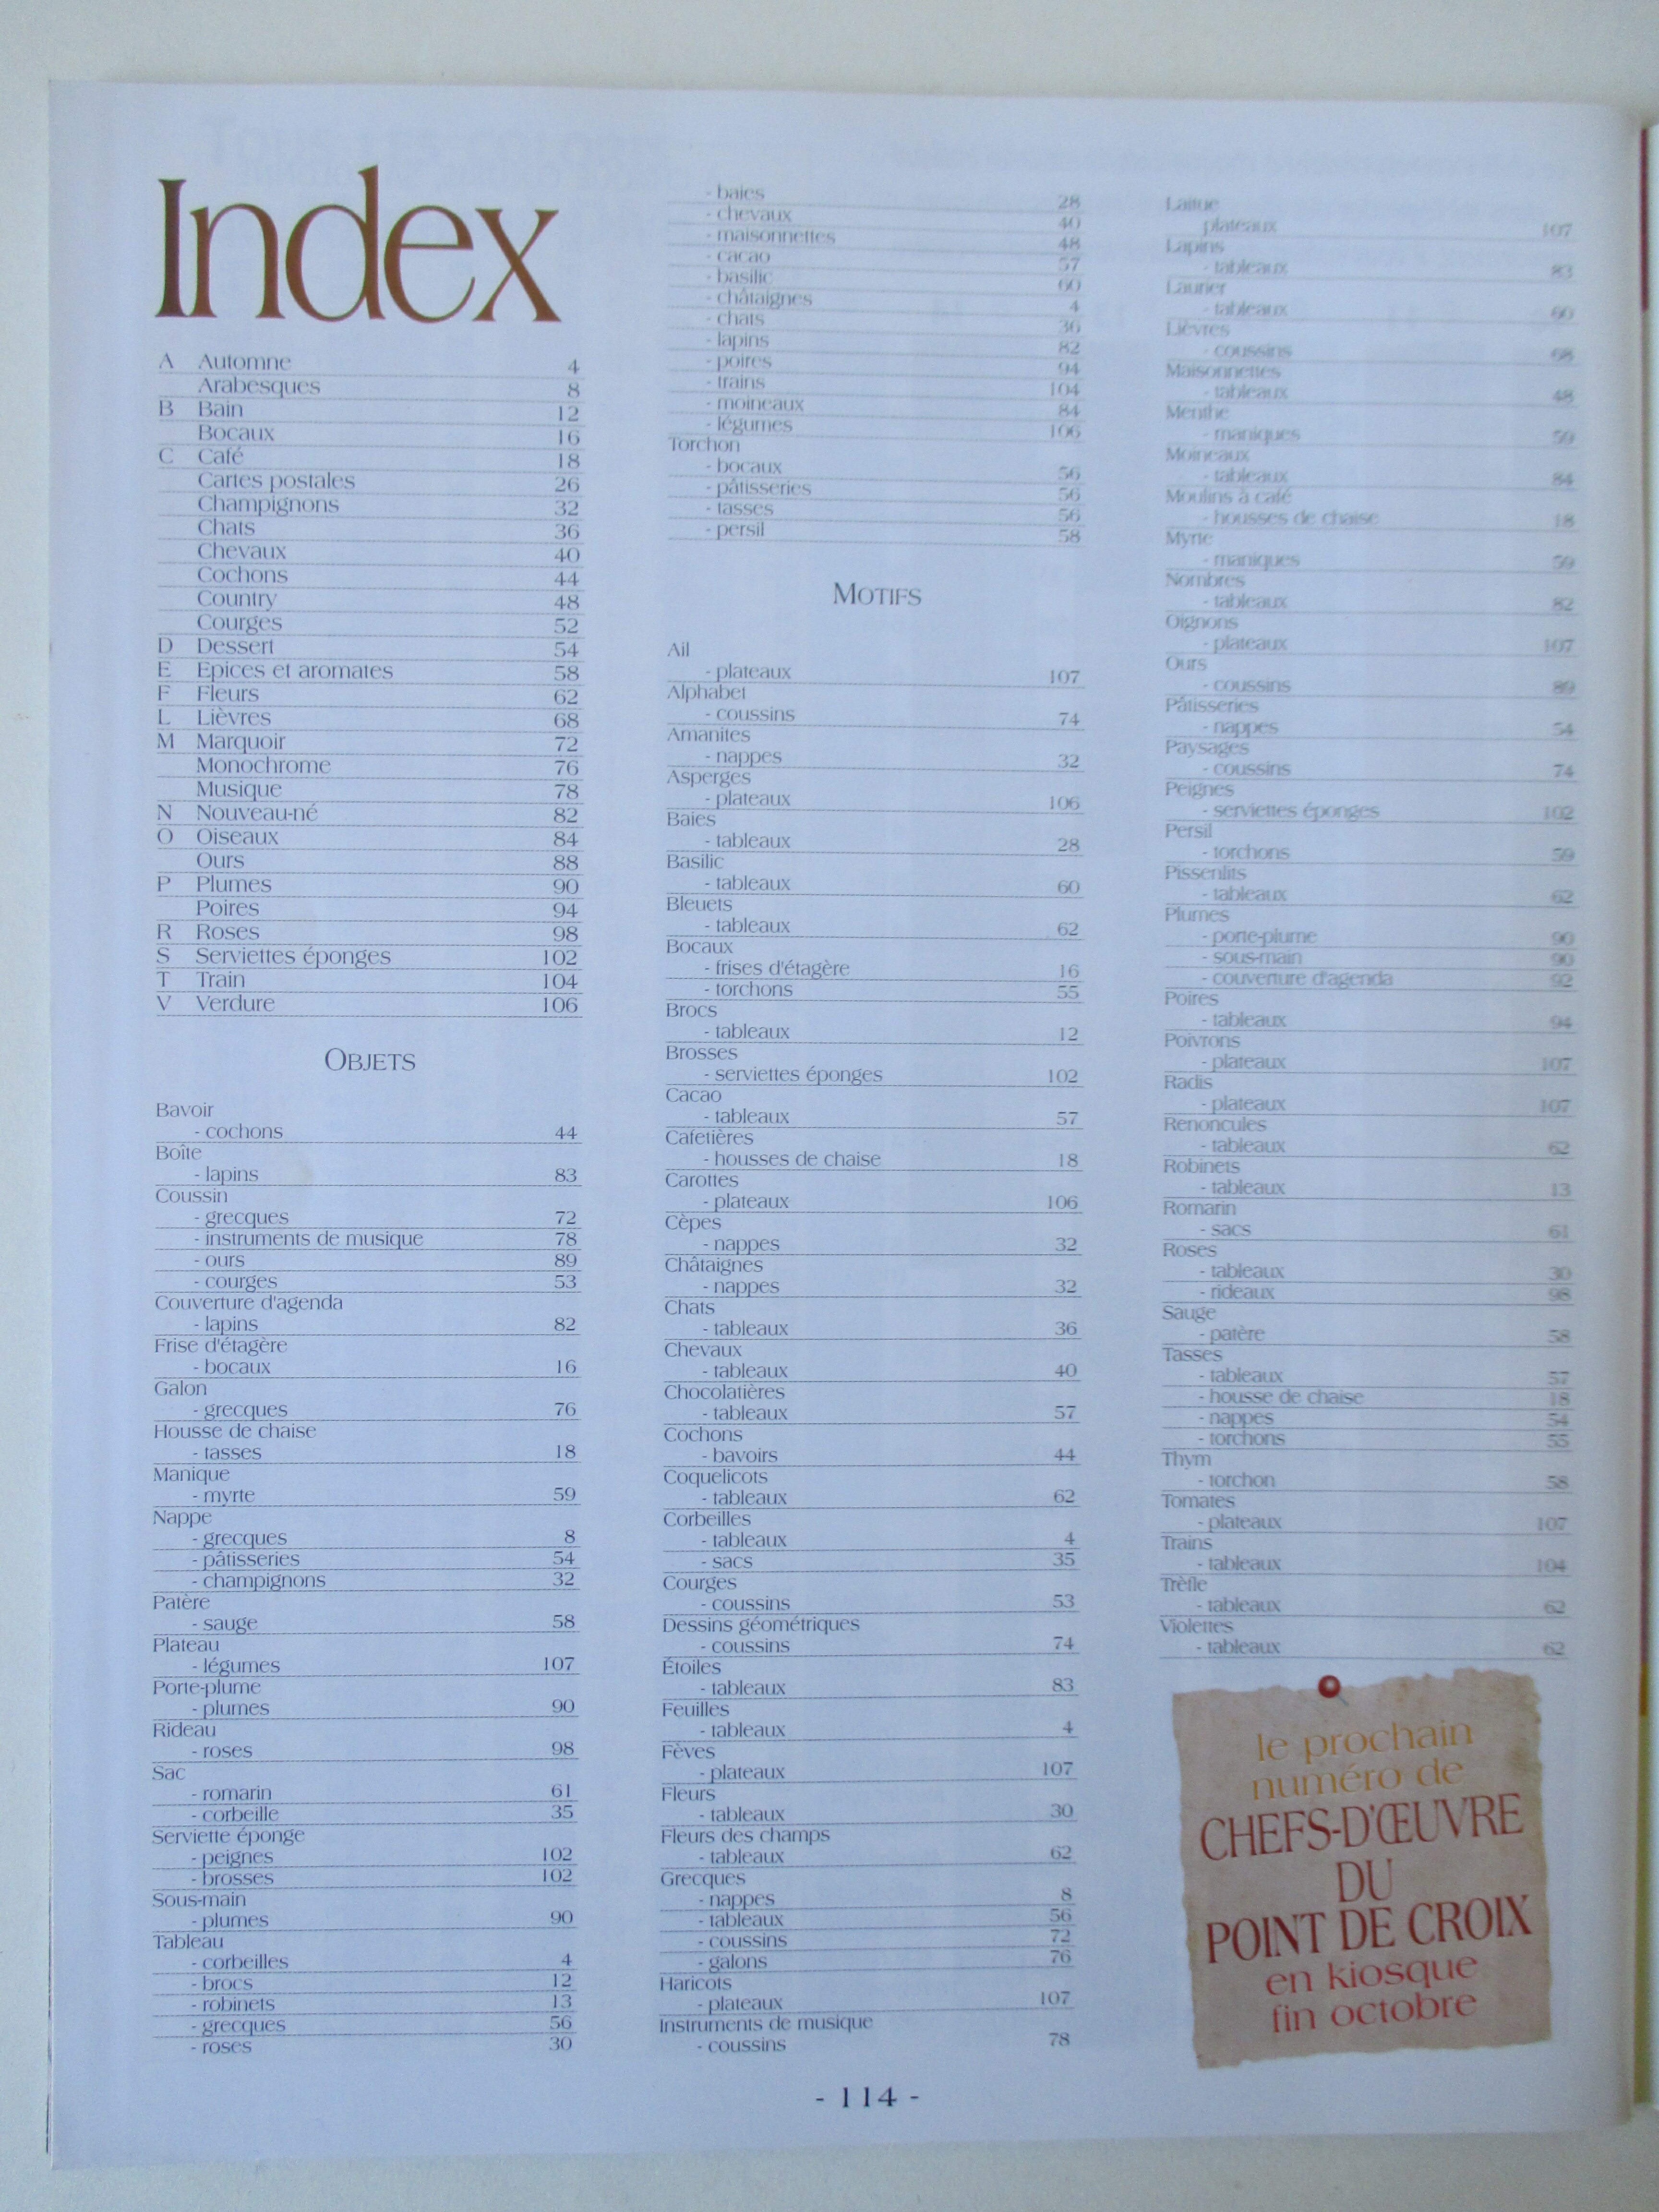 Index
A Automne 4
Arabesques 8
B Bain 12
Bocaux 16
C Café 18
Cartes postales 26
Champignons 32
Chats 36
Chevaux 40
Cochons 44
Country 48
Courges 52
D Dessert 54
E Epices et aromates 58
F Fleurs 62
L Lièvres 68
M Marquoir 72
Monochrome 76
Musique 78
N Nouveau-né 82
O Oiseaux 84
Ours 88
P Plumes 90
Poires 94
R Roses 98
S Serviettes éponges 102
T Train 104
V Verdure 106
OBJETS
Bavoir
- cochons 44
Boîte
- lapins 83
Coussin
- grecques 72
- instruments de musique 78
- ours 89
- courges 53
Couverture d'agenda
- lapins 82
Frise d'étagère
- bocaux 16
Galon
- grecques 76
Housse de chaise
- tasses 18
Manique
- myrte 59
Nappe
- grecques 8
- pâtisseries 54
- champignons 32
Patère
- sauge 58
Plateau
- légumes 107
Porte-plume
- plumes 90
Rideau
- roses 98
Sac
- romarin 61
- corbeille 35
Serviette éponge
- peignes 102
- brosses 102
Sous-main
- plumes 90
Tableau
- corbeilles 4
- brocs 12
- robinets 13
- grecques 56
- roses 30
- baies 28
- chevaux 40
- maisonnettes 48
- cacao 57
- basilic 60
- châtaignes 4
- chats 36
- lapins 82
- poires 94
- trains 104
- moineaux 84
- légumes 106
Torchon
- bocaux 56
- pâtisseries 56
- tasses 56
- persil 58
MOTIFS
Ail
- plateaux 107
Alphabet
- coussins 74
Amanites
- nappes 32
Asperges
- plateaux 106
Baies
- tableaux 28
Basilic
- tableaux 60
Bleuets
- tableaux 62
Bocaux
- frises d'étagère 16
- torchons 55
Brocs
- tableaux 12
Brosses
- serviettes éponges 102
Cacao
- tableaux 57
Cafetières
- housses de chaise 18
Carottes
- plateaux 106
Cèpes
- nappes 32
Châtaignes
- nappes 32
Chats
- tableaux 36
Chevaux
- tableaux 40
Chocolatières
- tableaux 57
Cochons
- bavoirs 44
Coquelicots
- tableaux 62
Corbeilles
- tableaux 4
- sacs 35
Courges
- coussins 53
Dessins géométriques
- coussins 74
Étoiles
- tableaux 83
Feuilles
- tableaux 4
Fèves
- plateaux 107
Fleurs
- tableaux 30
Fleurs des champs
- tableaux 62
Grecques
- nappes 8
- tableaux 56
- coussins 72
- galons 76
Haricots
- plateaux 107
Instruments de musique
- coussins 78
Laitue
plateaux 107
Lapins
- tableaux 83
Laurier
- tableaux 60
Lièvres
- coussins 68
Maisonnettes
- tableaux 48
Menthe
- maniques 59
Moineaux
- tableaux 84
Moulins à café
- housses de chaise 18
Myrte
- maniques 59
Nombres
- tableaux 82
Oignons
- plateaux 107
Ours
- coussins 89
Pâtisseries
- nappes 54
Paysages
- coussins 74
Peignes
- serviettes éponges 102
Persil
- torchons 59
Pissenlits
- tableaux 62
Plumes
- porte-plume 90
- sous-main 90
- couverture d'agenda 92
Poires
- tableaux 94
Poivrons
- plateaux 107
Radis
- plateaux 107
Renoncules
- tableaux 62
Robinets
- tableaux 13
Romarin
- sacs 61
Roses
- tableaux 30
- rideaux 98
Sauge
- patère 58
Tasses
- tableaux 57
- housse de chaise 18
- nappes 54
- torchons 55
Thym
- torchon 58
Tomates
- plateaux 107
Trains
- tableaux 104
Trèfle
- tableaux 62
Violettes
- tableaux 62
le prochain
numéro de
CHEFS-D'ŒUVRE
DU
POINT DE CROIX
en kiosque
fin octobre
- 114 -